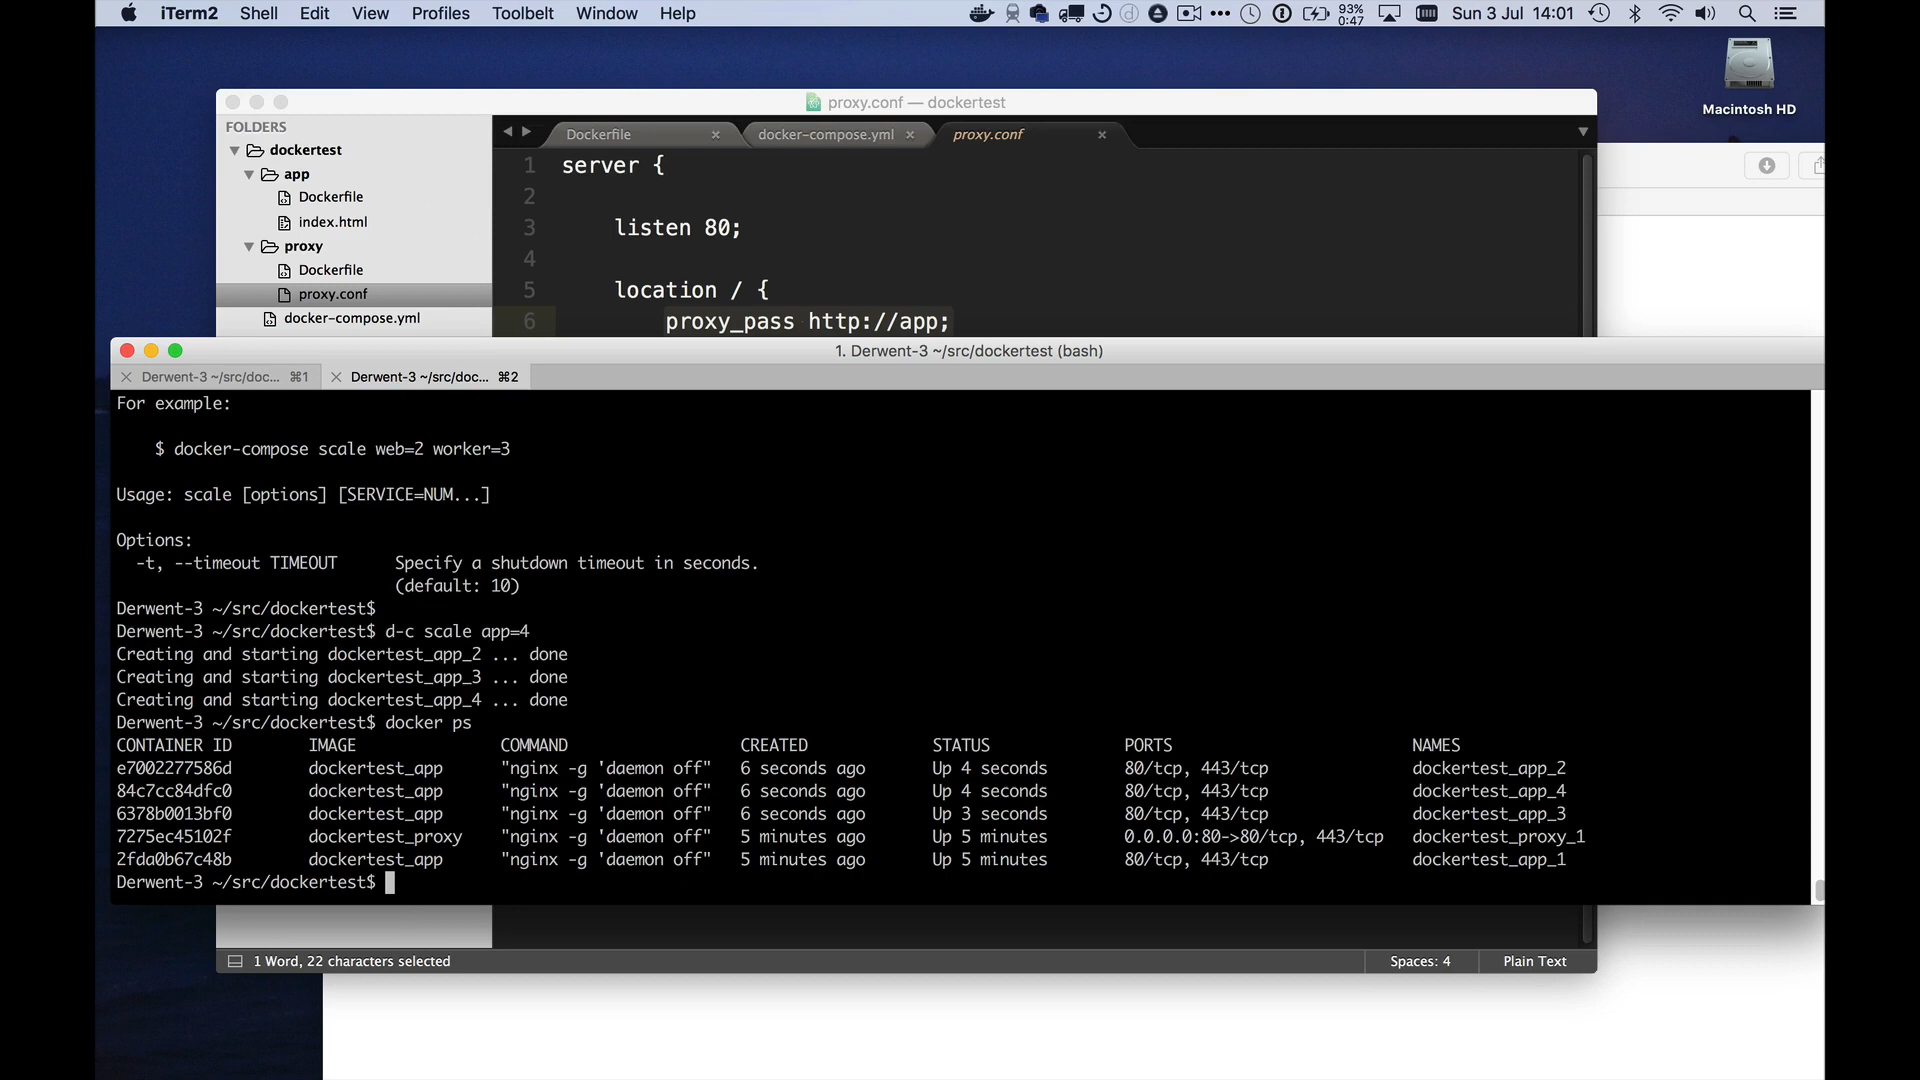 iTerm2 Shell Edit View Profiles Toolbelt Window Help 93% 0:47 Sun 3 Jul 14:01
Macintosh HD
proxy.conf — dockertest
FOLDERS
dockertest
app
Dockerfile
index.html
proxy
Dockerfile
proxy.conf
docker-compose.yml
Dockerfile docker-compose.yml proxy.conf
1 server {
2
3 listen 80;
4
5 location / {
6 proxy_pass http://app;
1. Derwent-3 ~/src/dockertest (bash)
Derwent-3 ~/src/doc... ⌘1 Derwent-3 ~/src/doc... ⌘2
For example:
$ docker-compose scale web=2 worker=3
Usage: scale [options] [SERVICE=NUM...]
Options:
-t, --timeout TIMEOUT Specify a shutdown timeout in seconds.
(default: 10)
Derwent-3 ~/src/dockertest$
Derwent-3 ~/src/dockertest$ d-c scale app=4
Creating and starting dockertest_app_2 ... done
Creating and starting dockertest_app_3 ... done
Creating and starting dockertest_app_4 ... done
Derwent-3 ~/src/dockertest$ docker ps
CONTAINER ID IMAGE COMMAND CREATED STATUS PORTS NAMES
e7002277586d dockertest_app "nginx -g 'daemon off" 6 seconds ago Up 4 seconds 80/tcp, 443/tcp dockertest_app_2
84c7cc84dfc0 dockertest_app "nginx -g 'daemon off" 6 seconds ago Up 4 seconds 80/tcp, 443/tcp dockertest_app_4
6378b0013bf0 dockertest_app "nginx -g 'daemon off" 6 seconds ago Up 3 seconds 80/tcp, 443/tcp dockertest_app_3
7275ec45102f dockertest_proxy "nginx -g 'daemon off" 5 minutes ago Up 5 minutes 0.0.0.0:80->80/tcp, 443/tcp dockertest_proxy_1
2fda0b67c48b dockertest_app "nginx -g 'daemon off" 5 minutes ago Up 5 minutes 80/tcp, 443/tcp dockertest_app_1
Derwent-3 ~/src/dockertest$
1 Word, 22 characters selected Spaces: 4 Plain Text